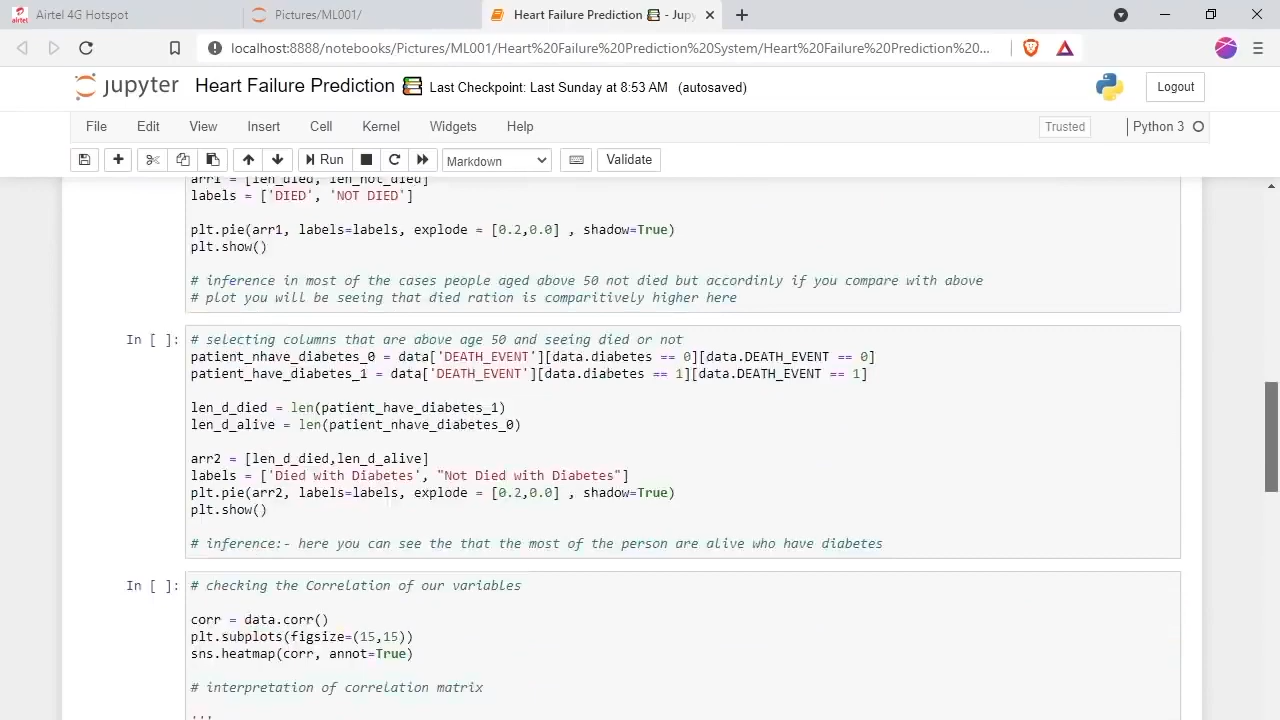 airtel
Airtel 4G Hotspot
Pictures/ML001/
Heart Failure Prediction - Jupy
localhost:8888/notebooks/Pictures/ML001/Heart%20Failure%20Prediction%20System/Heart%20Failure%20Prediction%20...
jupyter Heart Failure Prediction Last Checkpoint: Last Sunday at 8:53 AM (autosaved)
Logout
File Edit View Insert Cell Kernel Widgets Help
Trusted Python 3
Run Markdown Validate
arr1 = [len_died, len_not_died]
labels = ['DIED', 'NOT DIED']
plt.pie(arr1, labels=labels, explode = [0.2,0.0] , shadow=True)
plt.show()
# inference in most of the cases people aged above 50 not died but accordinly if you compare with above
# plot you will be seeing that died ration is comparitively higher here
In [ ]:
# selecting columns that are above age 50 and seeing died or not
patient_nhave_diabetes_0 = data['DEATH_EVENT'][data.diabetes == 0][data.DEATH_EVENT == 0]
patient_have_diabetes_1 = data['DEATH_EVENT'][data.diabetes == 1][data.DEATH_EVENT == 1]
len_d_died = len(patient_have_diabetes_1)
len_d_alive = len(patient_nhave_diabetes_0)
arr2 = [len_d_died,len_d_alive]
labels = ['Died with Diabetes', "Not Died with Diabetes"]
plt.pie(arr2, labels=labels, explode = [0.2,0.0] , shadow=True)
plt.show()
# inference:- here you can see the that the most of the person are alive who have diabetes
In [ ]:
# checking the Correlation of our variables
corr = data.corr()
plt.subplots(figsize=(15,15))
sns.heatmap(corr, annot=True)
# interpretation of correlation matrix
'''